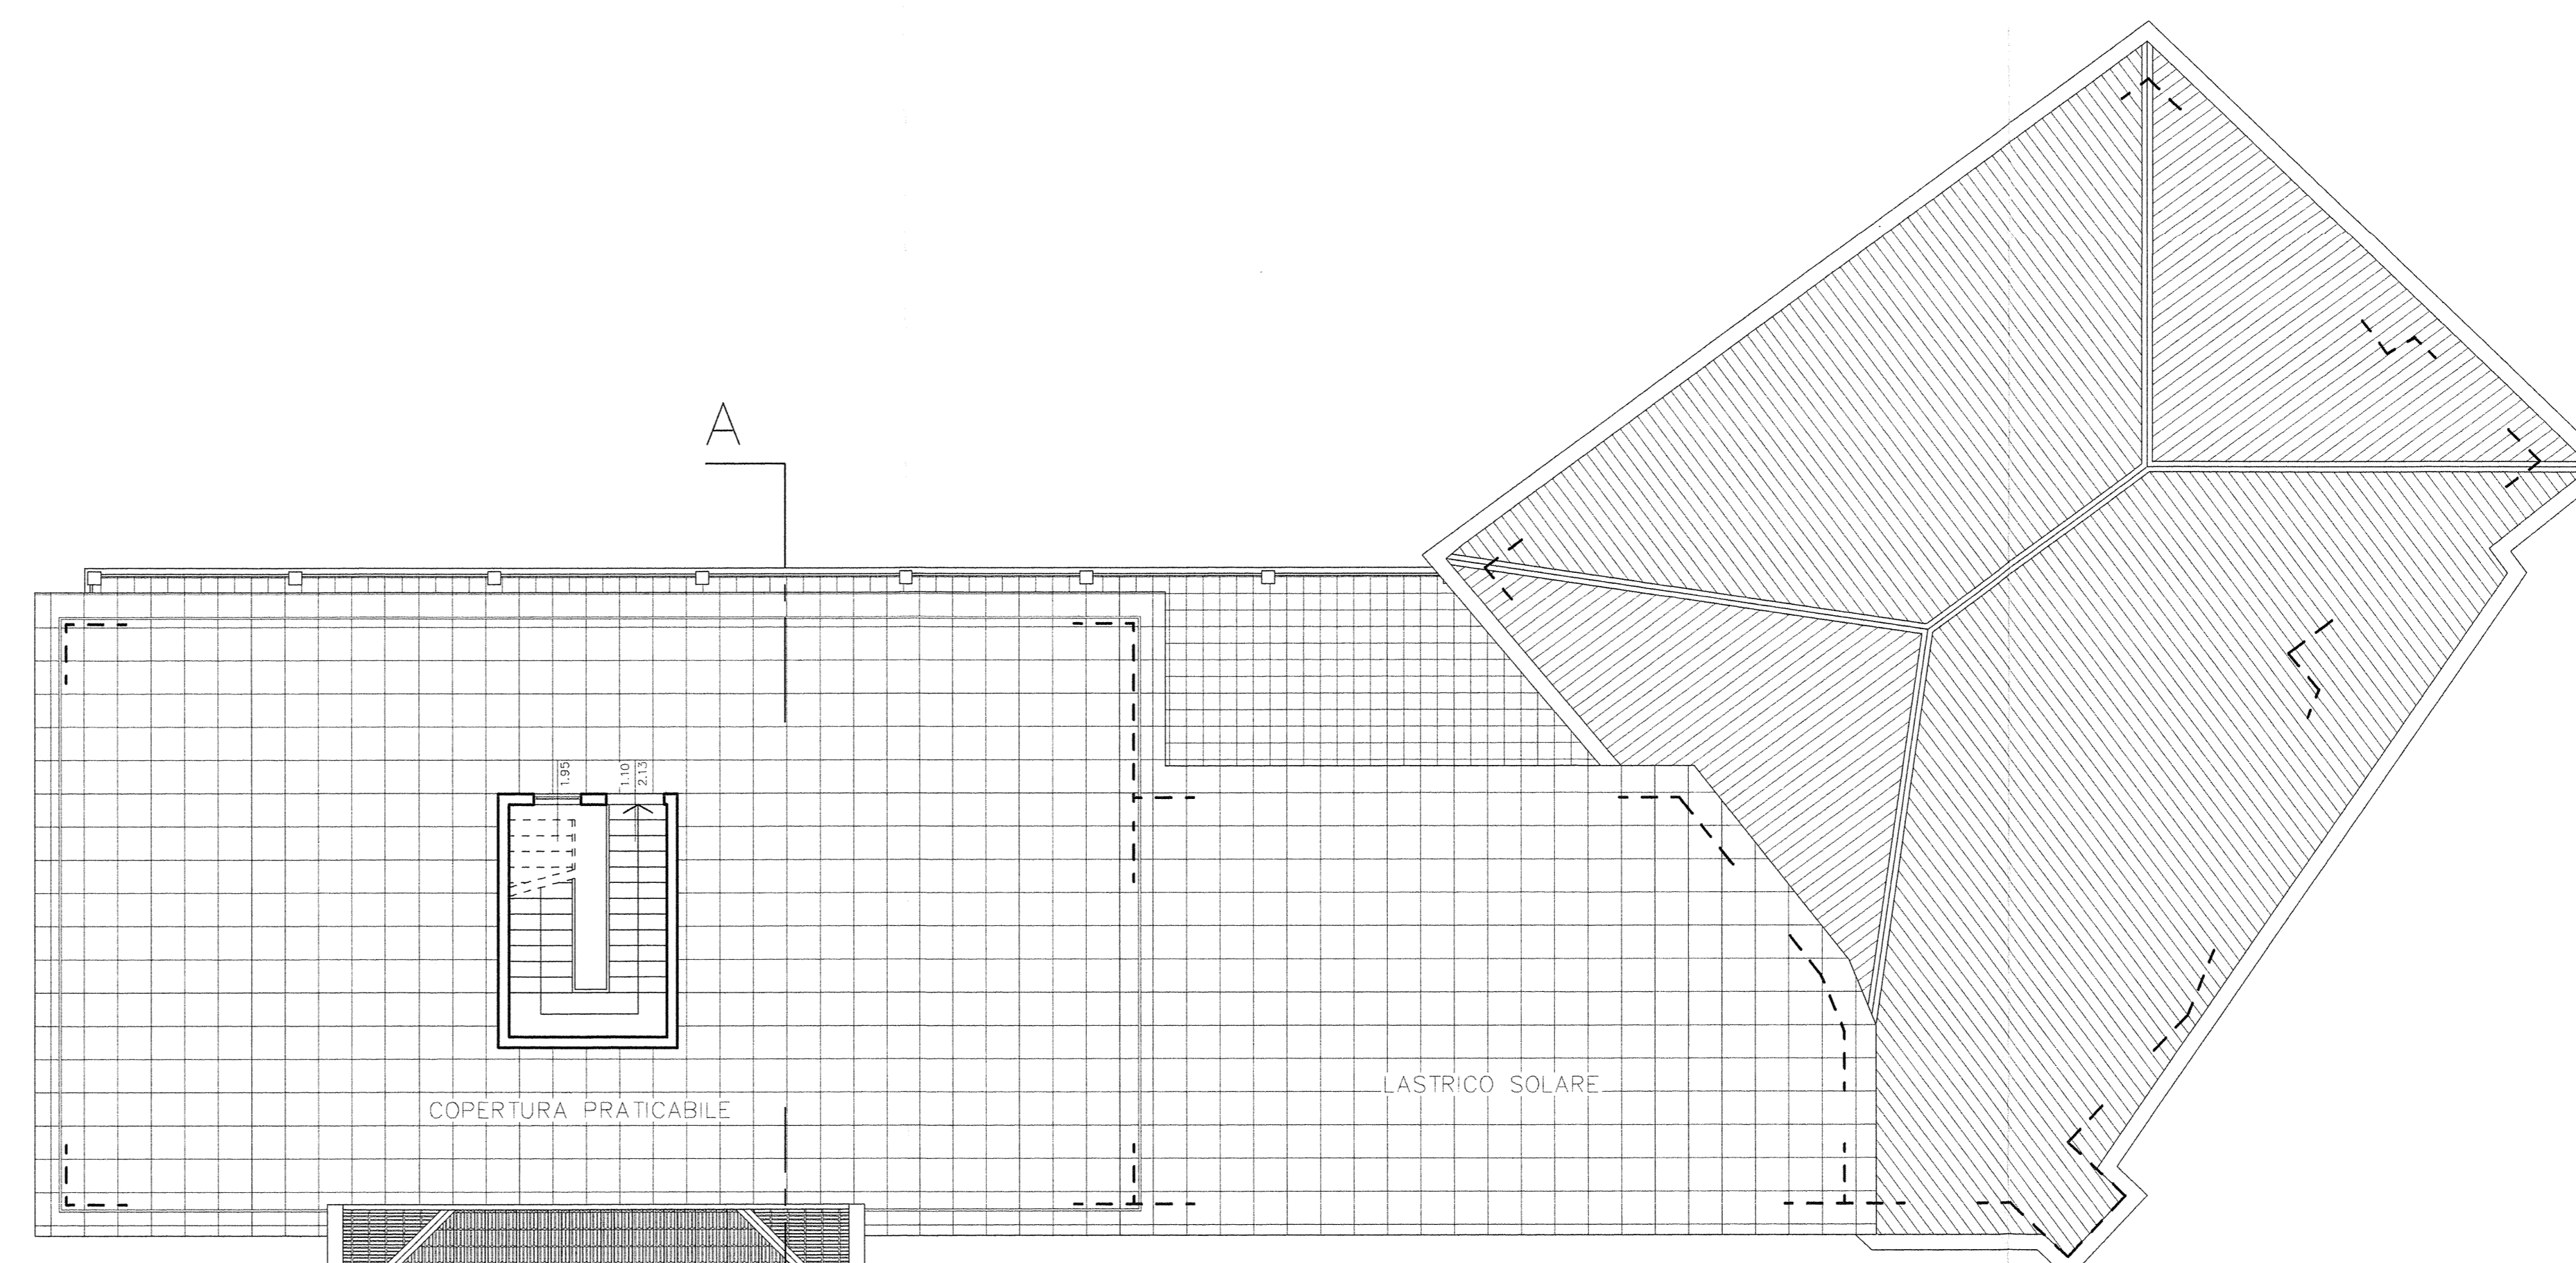 A
1.95
1.10
2.13
LASTRICO SOLARE
COPERTURA PRATICABILE